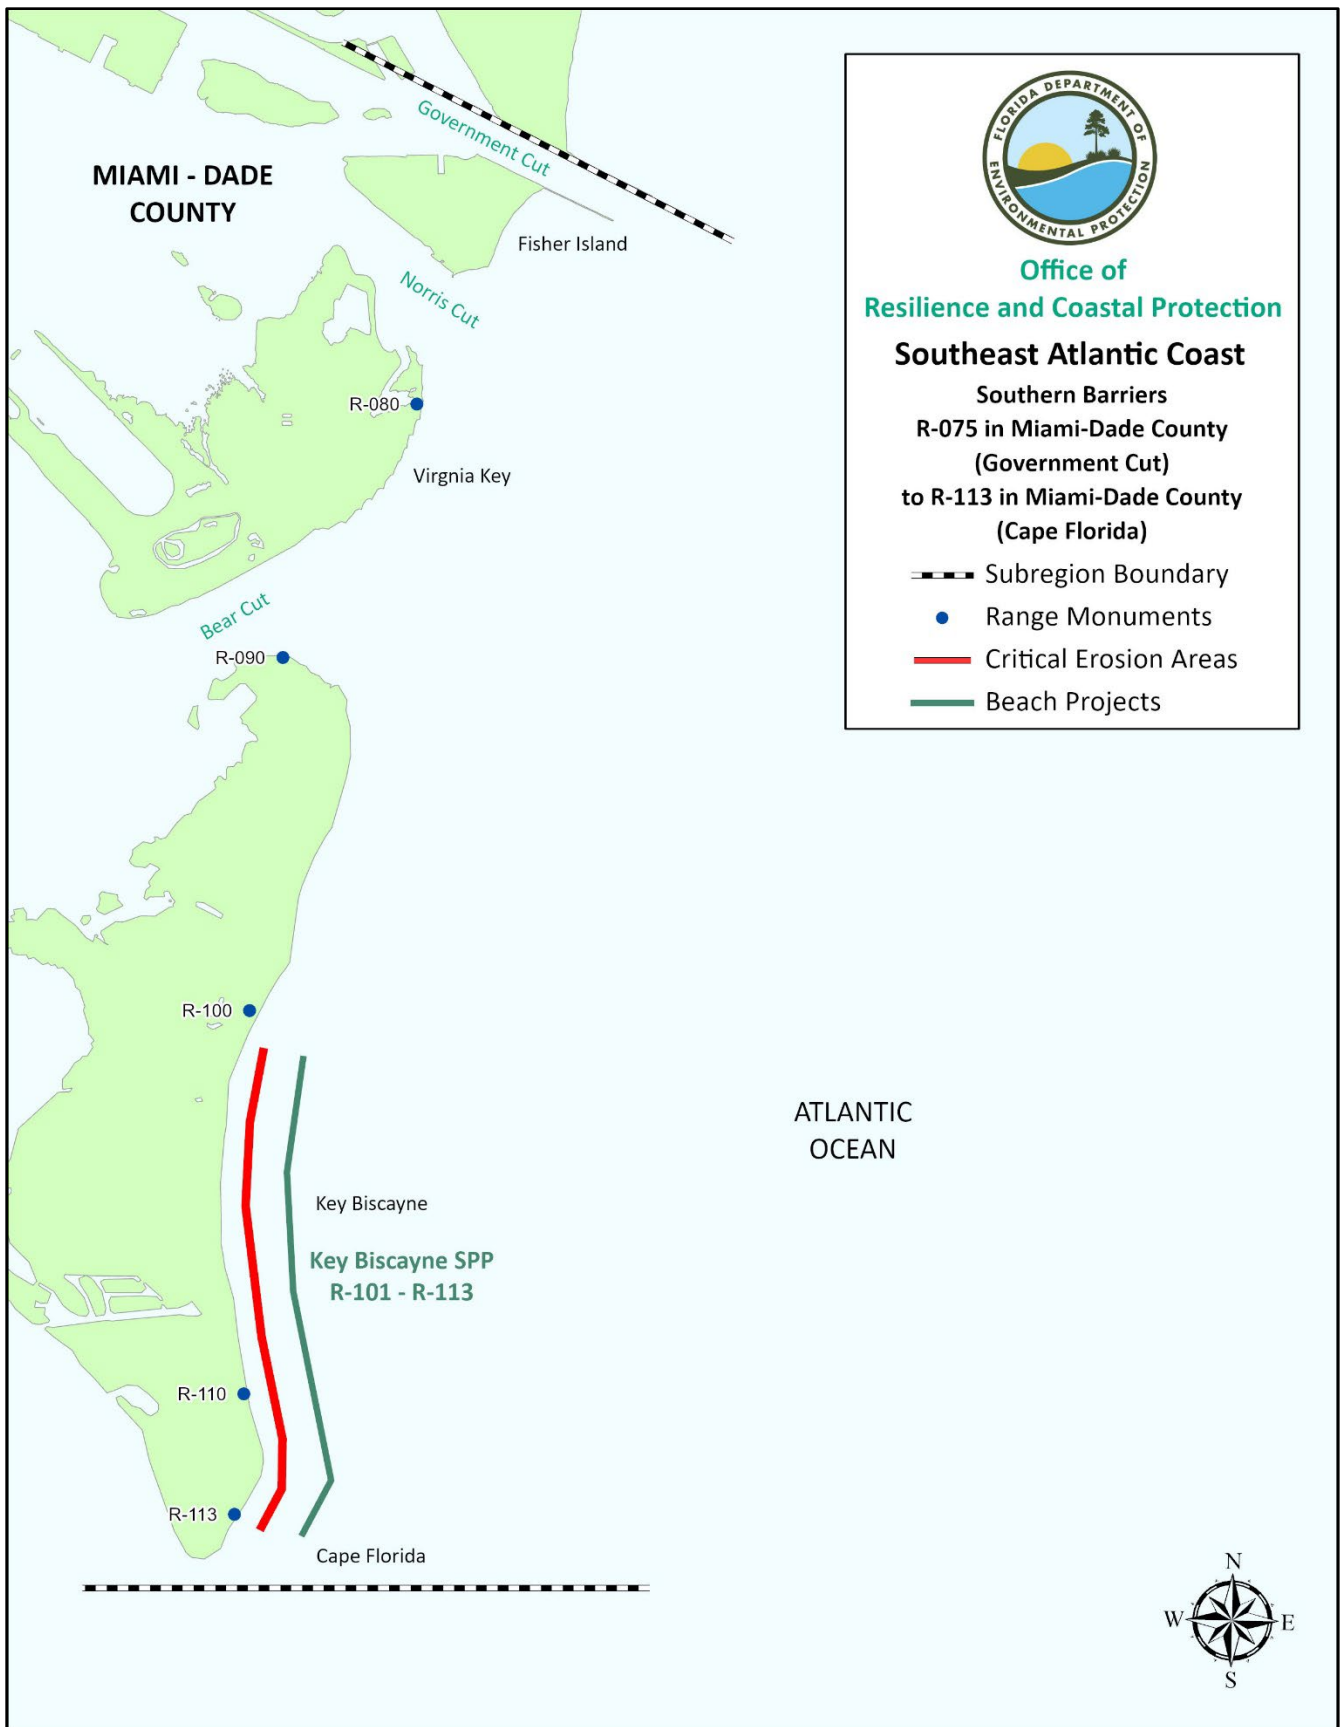 Government Cut
MIAMI - DADE
COUNTY
Fisher Island
Norris Cut
R-080
Virgnia Key
Bear Cut
R-090
R-100
Key Biscayne
Key Biscayne SPP
R-101 - R-113
R-110
R-113
Cape Florida
ATLANTIC
OCEAN
FLORIDA DEPARTMENT OF
ENVIRONMENTAL PROTECTION
Office of
Resilience and Coastal Protection
Southeast Atlantic Coast
Southern Barriers
R-075 in Miami-Dade County
(Government Cut)
to R-113 in Miami-Dade County
(Cape Florida)
Subregion Boundary
Range Monuments
Critical Erosion Areas
Beach Projects
N
W E
S